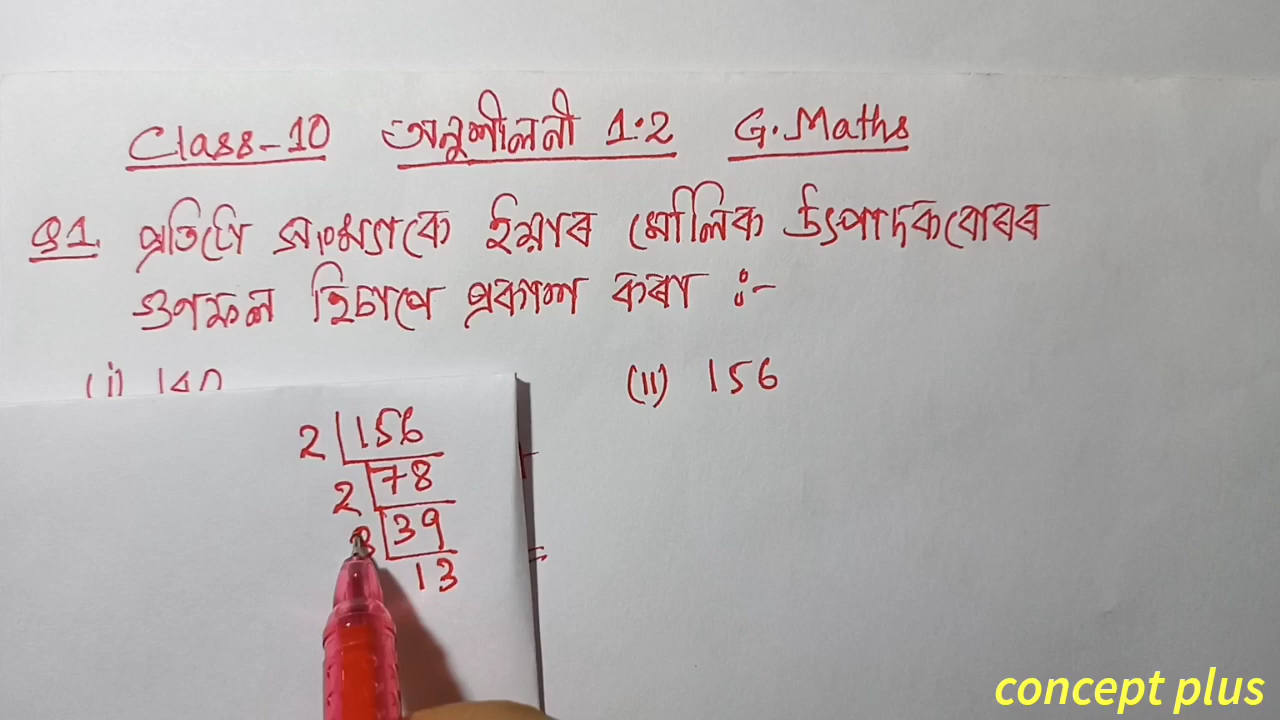 Class-10 অনুশীলনী 1.2 G. Maths
Q1. প্ৰতিটো সংখ্যাকে ইয়াৰ মৌলিক উৎপাদকবোৰৰ
গুণফল হিচাপে প্ৰকাশ কৰা :-
(i) 140
(ii) 156
2 156
2 78
3 39
13
concept plus